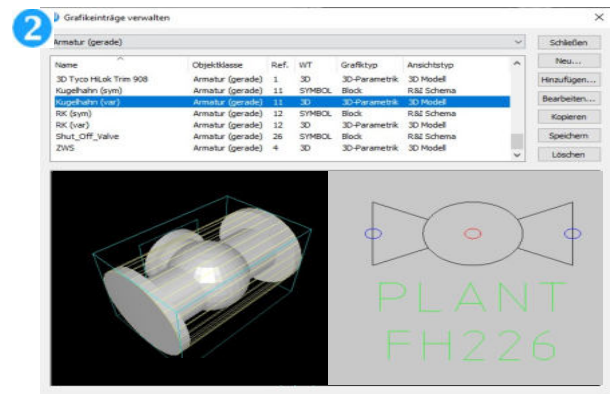 2
Grafikeinträge verwalten
Armatur (gerade)
Schließen
Name Objektklasse Ref. WT Grafiktyp Ansichtstyp
Neu...
3D Tyco HiLok Trim 908 Armatur (gerade) 1 3D 3D-Parametrik 3D Modell
Hinzufügen...
Kugelhahn (sym) Armatur (gerade) 11 SYMBOL Block R&I Schema
Kugelhahn (var) Armatur (gerade) 11 3D 3D-Parametrik 3D Modell
Bearbeiten...
RK (sym) Armatur (gerade) 12 SYMBOL Block R&I Schema
Kopieren
RK (var) Armatur (gerade) 12 3D 3D-Parametrik 3D Modell
Shut_Off_Valve Armatur (gerade) 26 SYMBOL Block R&I Schema
Speichern
ZWS Armatur (gerade) 4 3D 3D-Parametrik 3D Modell
Löschen
PLANT
FH226